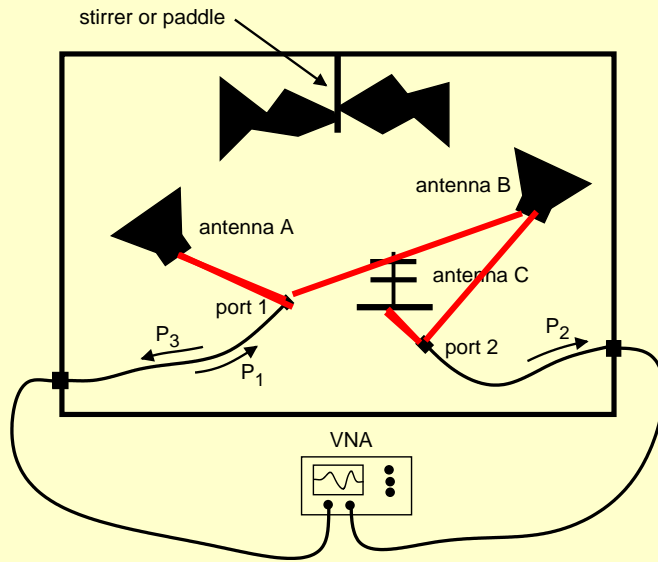 stirrer or paddle
antenna B
antenna A
antenna C
port 1
port 2
P3
P1
P2
VNA